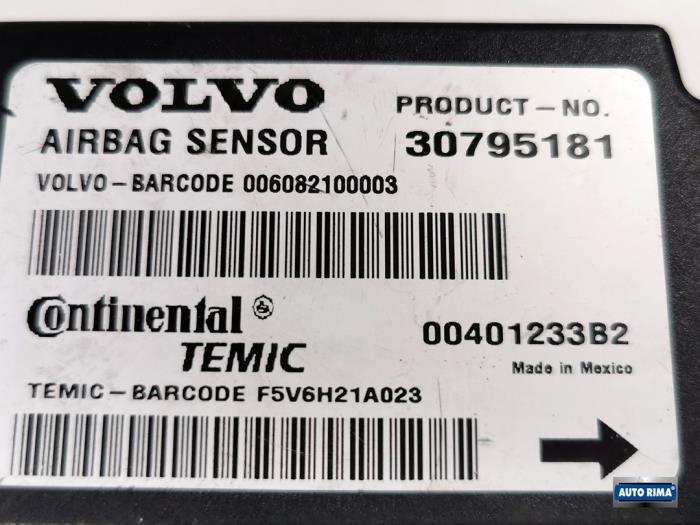 VOLVO
PRODUCT-NO.
AIRBAG SENSOR 30795181
VOLVO-BARCODE 006082100003
Continental ®
TEMIC
00401233B2
Made in Mexico
TEMIC-BARCODE F5V6H21A023
AUTO RIMA